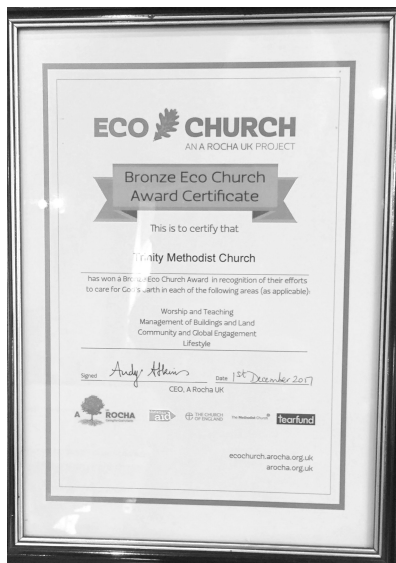 ECO CHURCH
AN A ROCHA UK PROJECT
Bronze Eco Church
Award Certificate
This is to certify that
Trinity Methodist Church
has won a Bronze Eco Church Award in recognition of their efforts
to care for God's earth in each of the following areas (as applicable):
Worship and Teaching
Management of Buildings and Land
Community and Global Engagement
Lifestyle
Signed Andy Atkins Date 1st December 2017
CEO, A Rocha UK
A ROCHA
aid
THE CHURCH OF ENGLAND
The Methodist Church
tearfund
ecochurch.arocha.org.uk
arocha.org.uk